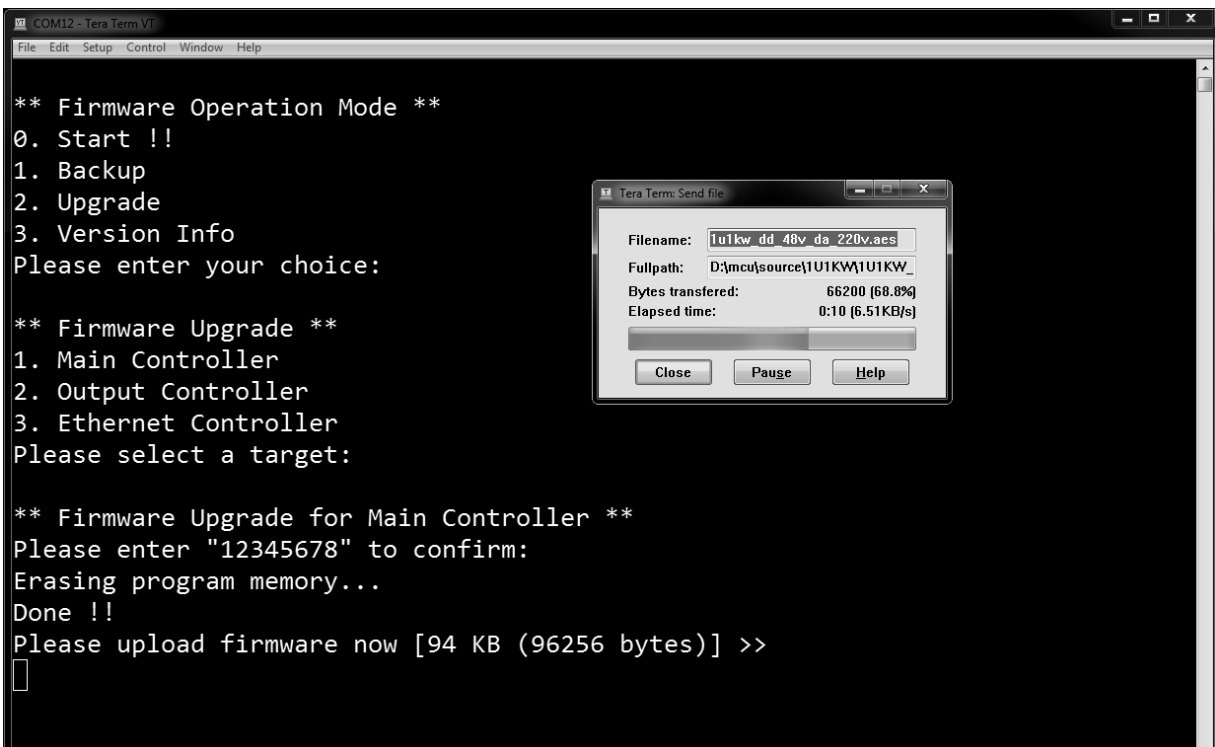 COM12 - Tera Term VT
File Edit Setup Control Window Help
** Firmware Operation Mode **
0. Start !!
1. Backup
2. Upgrade
3. Version Info
Please enter your choice:
** Firmware Upgrade **
1. Main Controller
2. Output Controller
3. Ethernet Controller
Please select a target:
** Firmware Upgrade for Main Controller **
Please enter "12345678" to confirm:
Erasing program memory...
Done !!
Please upload firmware now [94 KB (96256 bytes)] >>
Tera Term: Send file
Filename: 1u1kw_dd_48v_da_220v.aes
Fullpath: D:\mcu\source\1U1KW\1U1KW_
Bytes transfered: 66200 (68.8%)
Elapsed time: 0:10 (6.51KB/s)
Close Pause Help